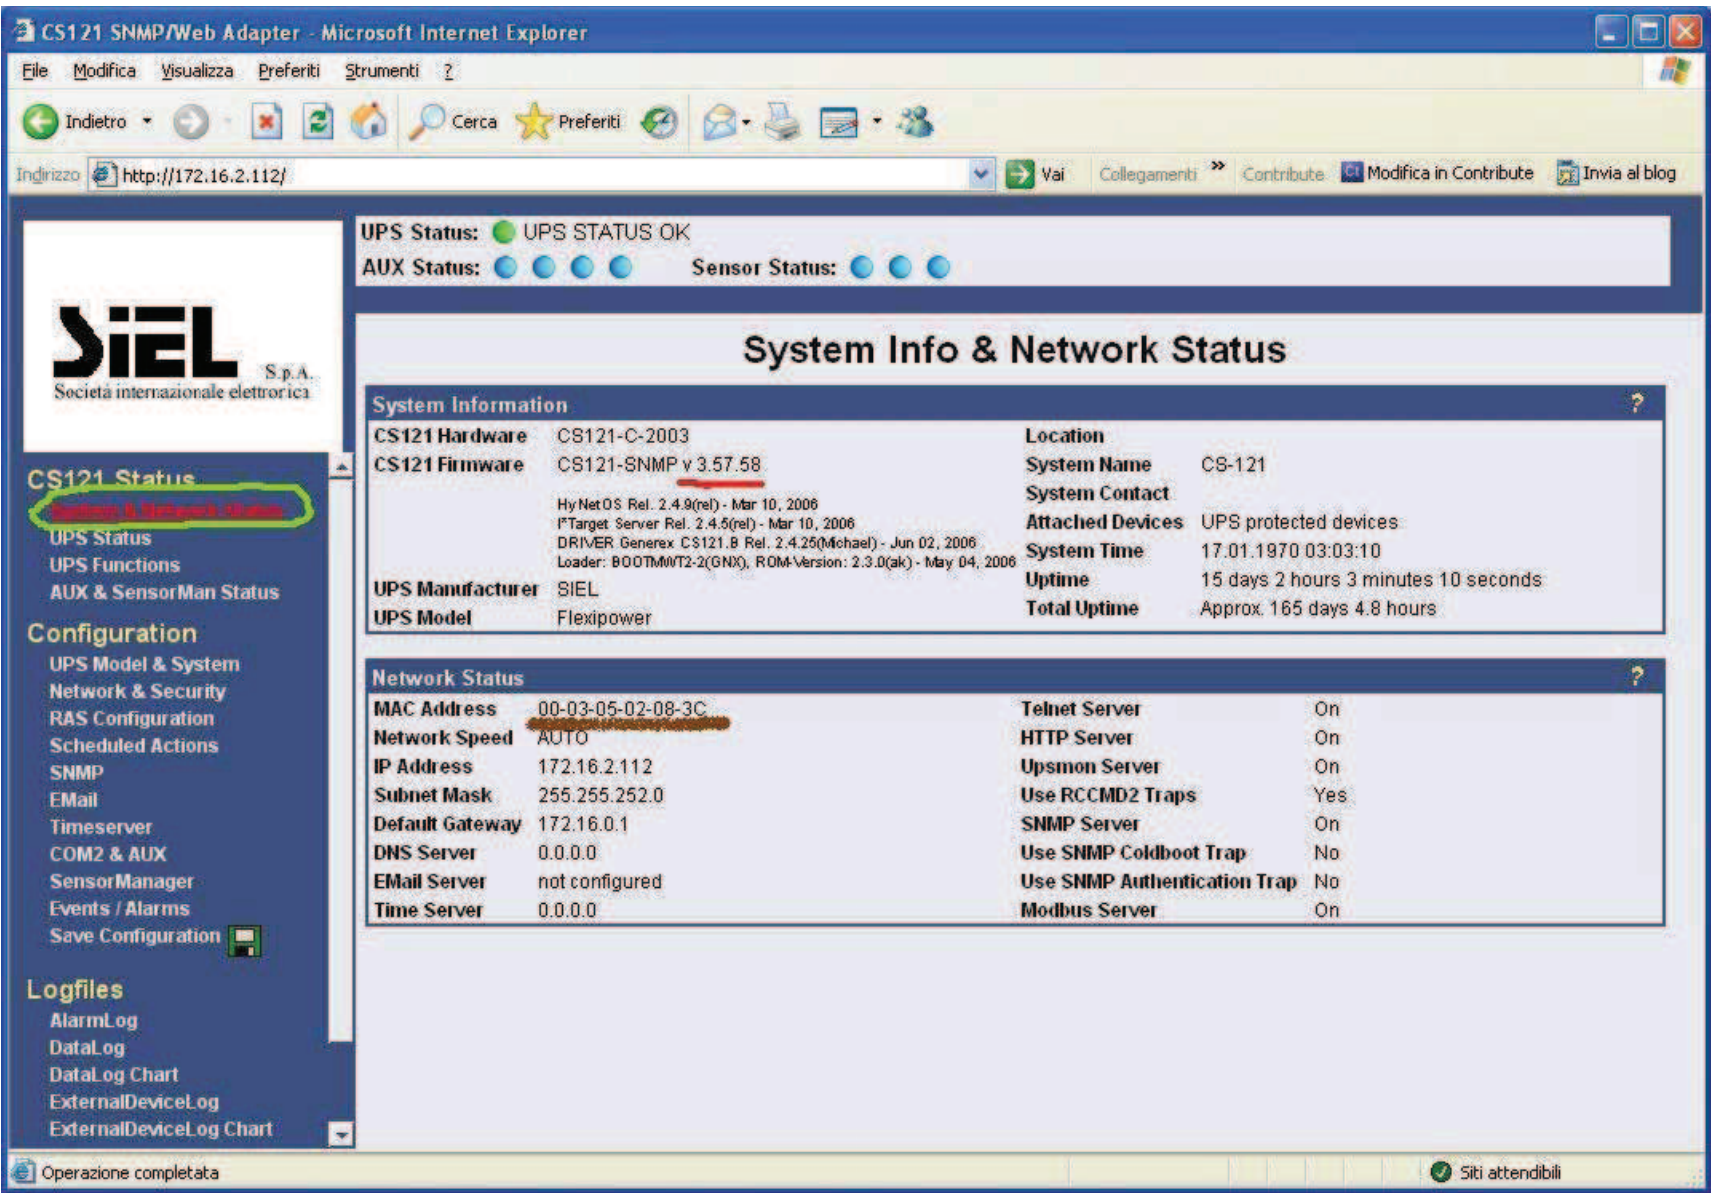 CS121 SNMP/Web Adapter - Microsoft Internet Explorer
File Modifica Visualizza Preferiti Strumenti ?
Indietro Cerca Preferiti
Indirizzo http://172.16.2.112/ Vai Collegamenti » Contribute Modifica in Contribute Invia al blog
UPS Status: UPS STATUS OK
AUX Status: Sensor Status:
SiEL
S.p.A.
Società internazionale elettronica
CS121 Status
System & Network Status
UPS Status
UPS Functions
AUX & SensorMan Status
Configuration
UPS Model & System
Network & Security
RAS Configuration
Scheduled Actions
SNMP
EMail
Timeserver
COM2 & AUX
SensorManager
Events / Alarms
Save Configuration
Logfiles
AlarmLog
DataLog
DataLog Chart
ExternalDeviceLog
ExternalDeviceLog Chart
System Info & Network Status
System Information ?
CS121 Hardware CS121-C-2003
CS121 Firmware CS121-SNMP v 3.57.58
HyNetOS Rel. 2.4.9(rel) - Mar 10, 2006
I²Target Server Rel. 2.4.5(rel) - Mar 10, 2006
DRIVER Generex CS121.B Rel. 2.4.25(Michael) - Jun 02, 2006
Loader: BOOTMWT2-2(GNX), ROM-Version: 2.3.0(ak) - May 04, 2006
UPS Manufacturer SIEL
UPS Model Flexipower
Location
System Name CS-121
System Contact
Attached Devices UPS protected devices
System Time 17.01.1970 03:03:10
Uptime 15 days 2 hours 3 minutes 10 seconds
Total Uptime Approx. 165 days 4.8 hours
Network Status ?
MAC Address 00-03-05-02-08-3C
Network Speed AUTO
IP Address 172.16.2.112
Subnet Mask 255.255.252.0
Default Gateway 172.16.0.1
DNS Server 0.0.0.0
EMail Server not configured
Time Server 0.0.0.0
Telnet Server On
HTTP Server On
Upsmon Server On
Use RCCMD2 Traps Yes
SNMP Server On
Use SNMP Coldboot Trap No
Use SNMP Authentication Trap No
Modbus Server On
Operazione completata
Siti attendibili